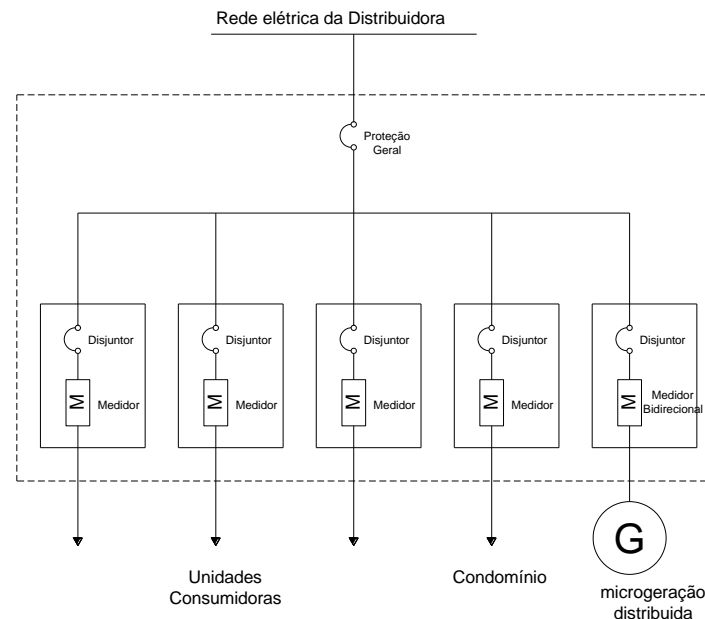 Rede elétrica da Distribuidora
Proteção
Geral
Disjuntor
Disjuntor
Disjuntor
Disjuntor
Disjuntor
M
Medidor
M
Medidor
M
Medidor
M
Medidor
M
Medidor
Bidirecional
G
Unidades
Consumidoras
Condomínio
microgeração
distribuida